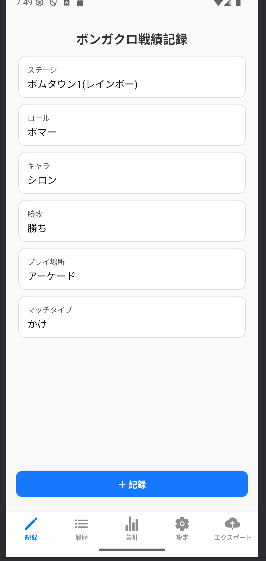 7:49
ボンガクロ戦績記録
ステージ
ボムタウン1(レインボー)
ロール
ボマー
キャラ
シロン
勝敗
勝ち
プレイ場所
アーケード
マッチタイプ
かけ
+ 記録
記録
履歴
集計
設定
エクスポート